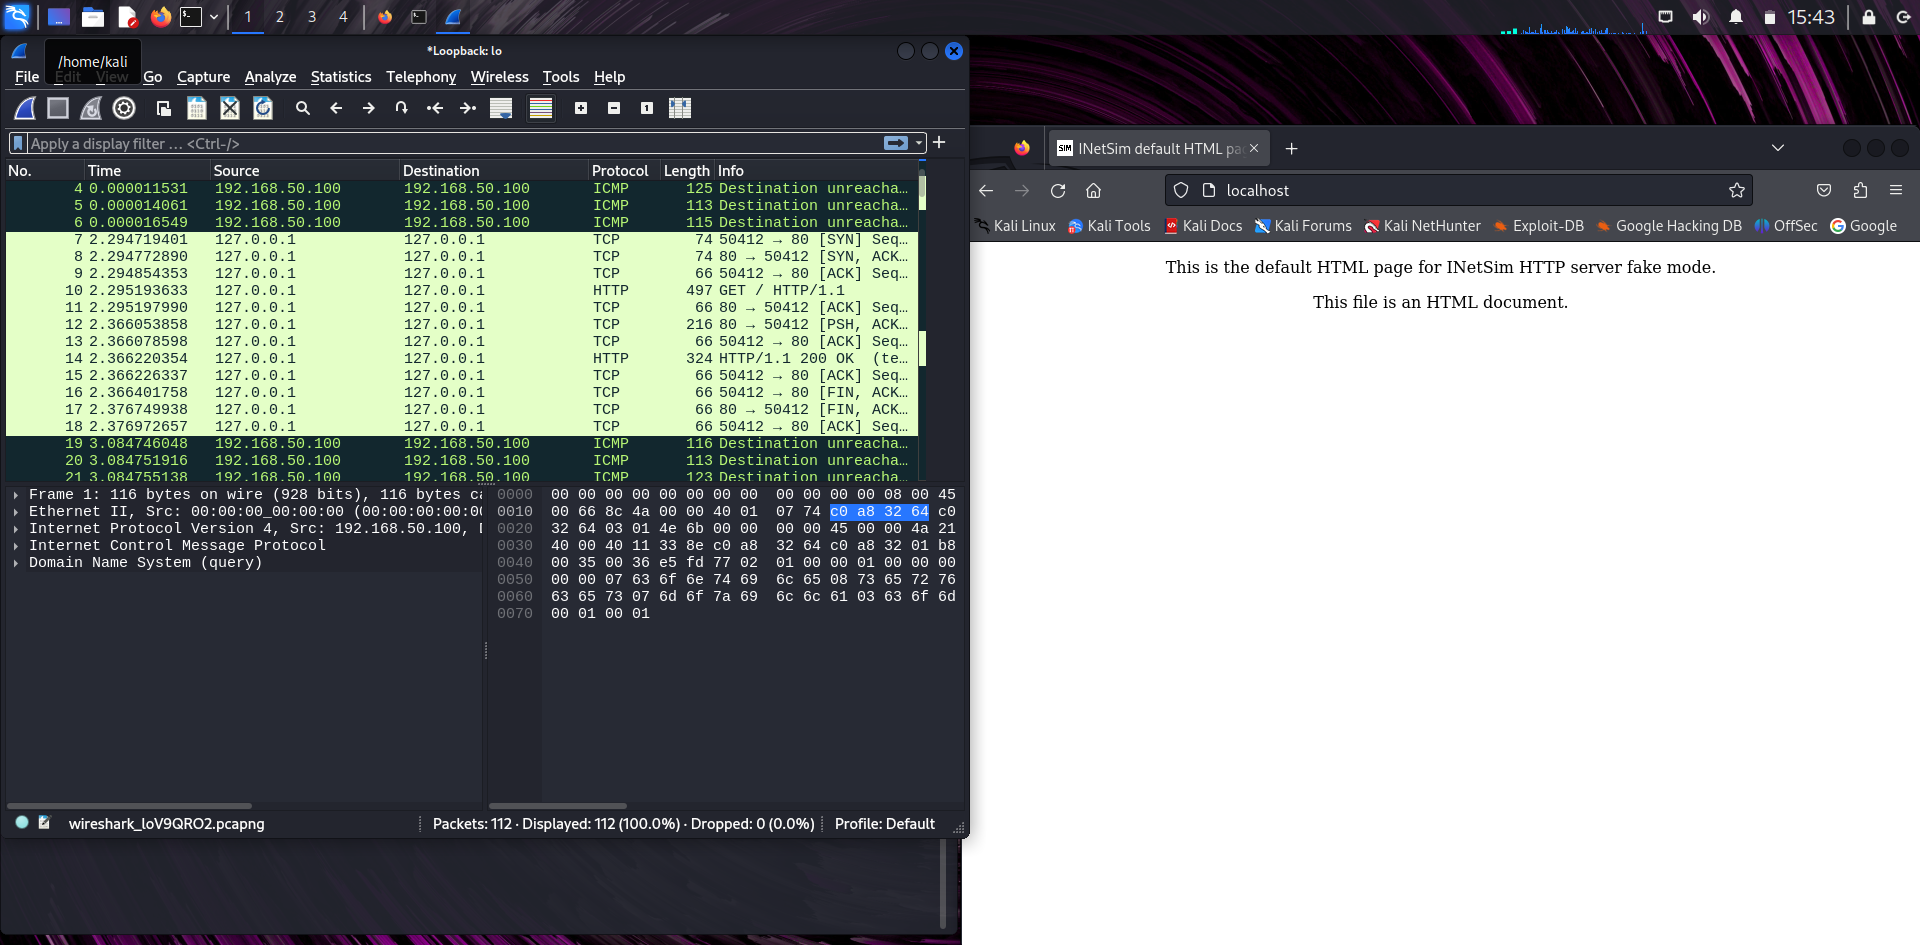 1 2 3 4 15:43
*Loopback: lo
/home/kali
File Edit View Go Capture Analyze Statistics Telephony Wireless Tools Help
Apply a display filter … <Ctrl-/>
No. Time Source Destination Protocol Length Info
4 0.000011531 192.168.50.100 192.168.50.100 ICMP 125 Destination unreacha…
5 0.000014061 192.168.50.100 192.168.50.100 ICMP 113 Destination unreacha…
6 0.000016549 192.168.50.100 192.168.50.100 ICMP 115 Destination unreacha…
7 2.294719401 127.0.0.1 127.0.0.1 TCP 74 50412 → 80 [SYN] Seq…
8 2.294772890 127.0.0.1 127.0.0.1 TCP 74 80 → 50412 [SYN, ACK…
9 2.294854353 127.0.0.1 127.0.0.1 TCP 66 50412 → 80 [ACK] Seq…
10 2.295193633 127.0.0.1 127.0.0.1 HTTP 497 GET / HTTP/1.1
11 2.295197990 127.0.0.1 127.0.0.1 TCP 66 80 → 50412 [ACK] Seq…
12 2.366053858 127.0.0.1 127.0.0.1 TCP 216 80 → 50412 [PSH, ACK…
13 2.366078598 127.0.0.1 127.0.0.1 TCP 66 50412 → 80 [ACK] Seq…
14 2.366220354 127.0.0.1 127.0.0.1 HTTP 324 HTTP/1.1 200 OK (te…
15 2.366226337 127.0.0.1 127.0.0.1 TCP 66 50412 → 80 [ACK] Seq…
16 2.366401758 127.0.0.1 127.0.0.1 TCP 66 50412 → 80 [FIN, ACK…
17 2.376749938 127.0.0.1 127.0.0.1 TCP 66 80 → 50412 [FIN, ACK…
18 2.376972657 127.0.0.1 127.0.0.1 TCP 66 50412 → 80 [ACK] Seq…
19 3.084746048 192.168.50.100 192.168.50.100 ICMP 116 Destination unreacha…
20 3.084751916 192.168.50.100 192.168.50.100 ICMP 113 Destination unreacha…
21 3.084755138 192.168.50.100 192.168.50.100 ICMP 123 Destination unreacha…
Frame 1: 116 bytes on wire (928 bits), 116 bytes ca
Ethernet II, Src: 00:00:00_00:00:00 (00:00:00:00:00
Internet Protocol Version 4, Src: 192.168.50.100, D
Internet Control Message Protocol
Domain Name System (query)
0000 00 00 00 00 00 00 00 00 00 00 00 00 08 00 45
0010 00 66 8c 4a 00 00 40 01 07 74 c0 a8 32 64 c0
0020 32 64 03 01 4e 6b 00 00 00 00 45 00 00 4a 21
0030 40 00 40 11 33 8e c0 a8 32 64 c0 a8 32 01 b8
0040 00 35 00 36 e5 fd 77 02 01 00 00 01 00 00 00
0050 00 00 07 63 6f 6e 74 69 6c 65 08 73 65 72 76
0060 63 65 73 07 6d 6f 7a 69 6c 6c 61 03 63 6f 6d
0070 00 01 00 01
wireshark_loV9QRO2.pcapng Packets: 112 · Displayed: 112 (100.0%) · Dropped: 0 (0.0%) Profile: Default
SIM INetSim default HTML pa
localhost
Kali Linux Kali Tools Kali Docs Kali Forums Kali NetHunter Exploit-DB Google Hacking DB OffSec Google
This is the default HTML page for INetSim HTTP server fake mode.
This file is an HTML document.